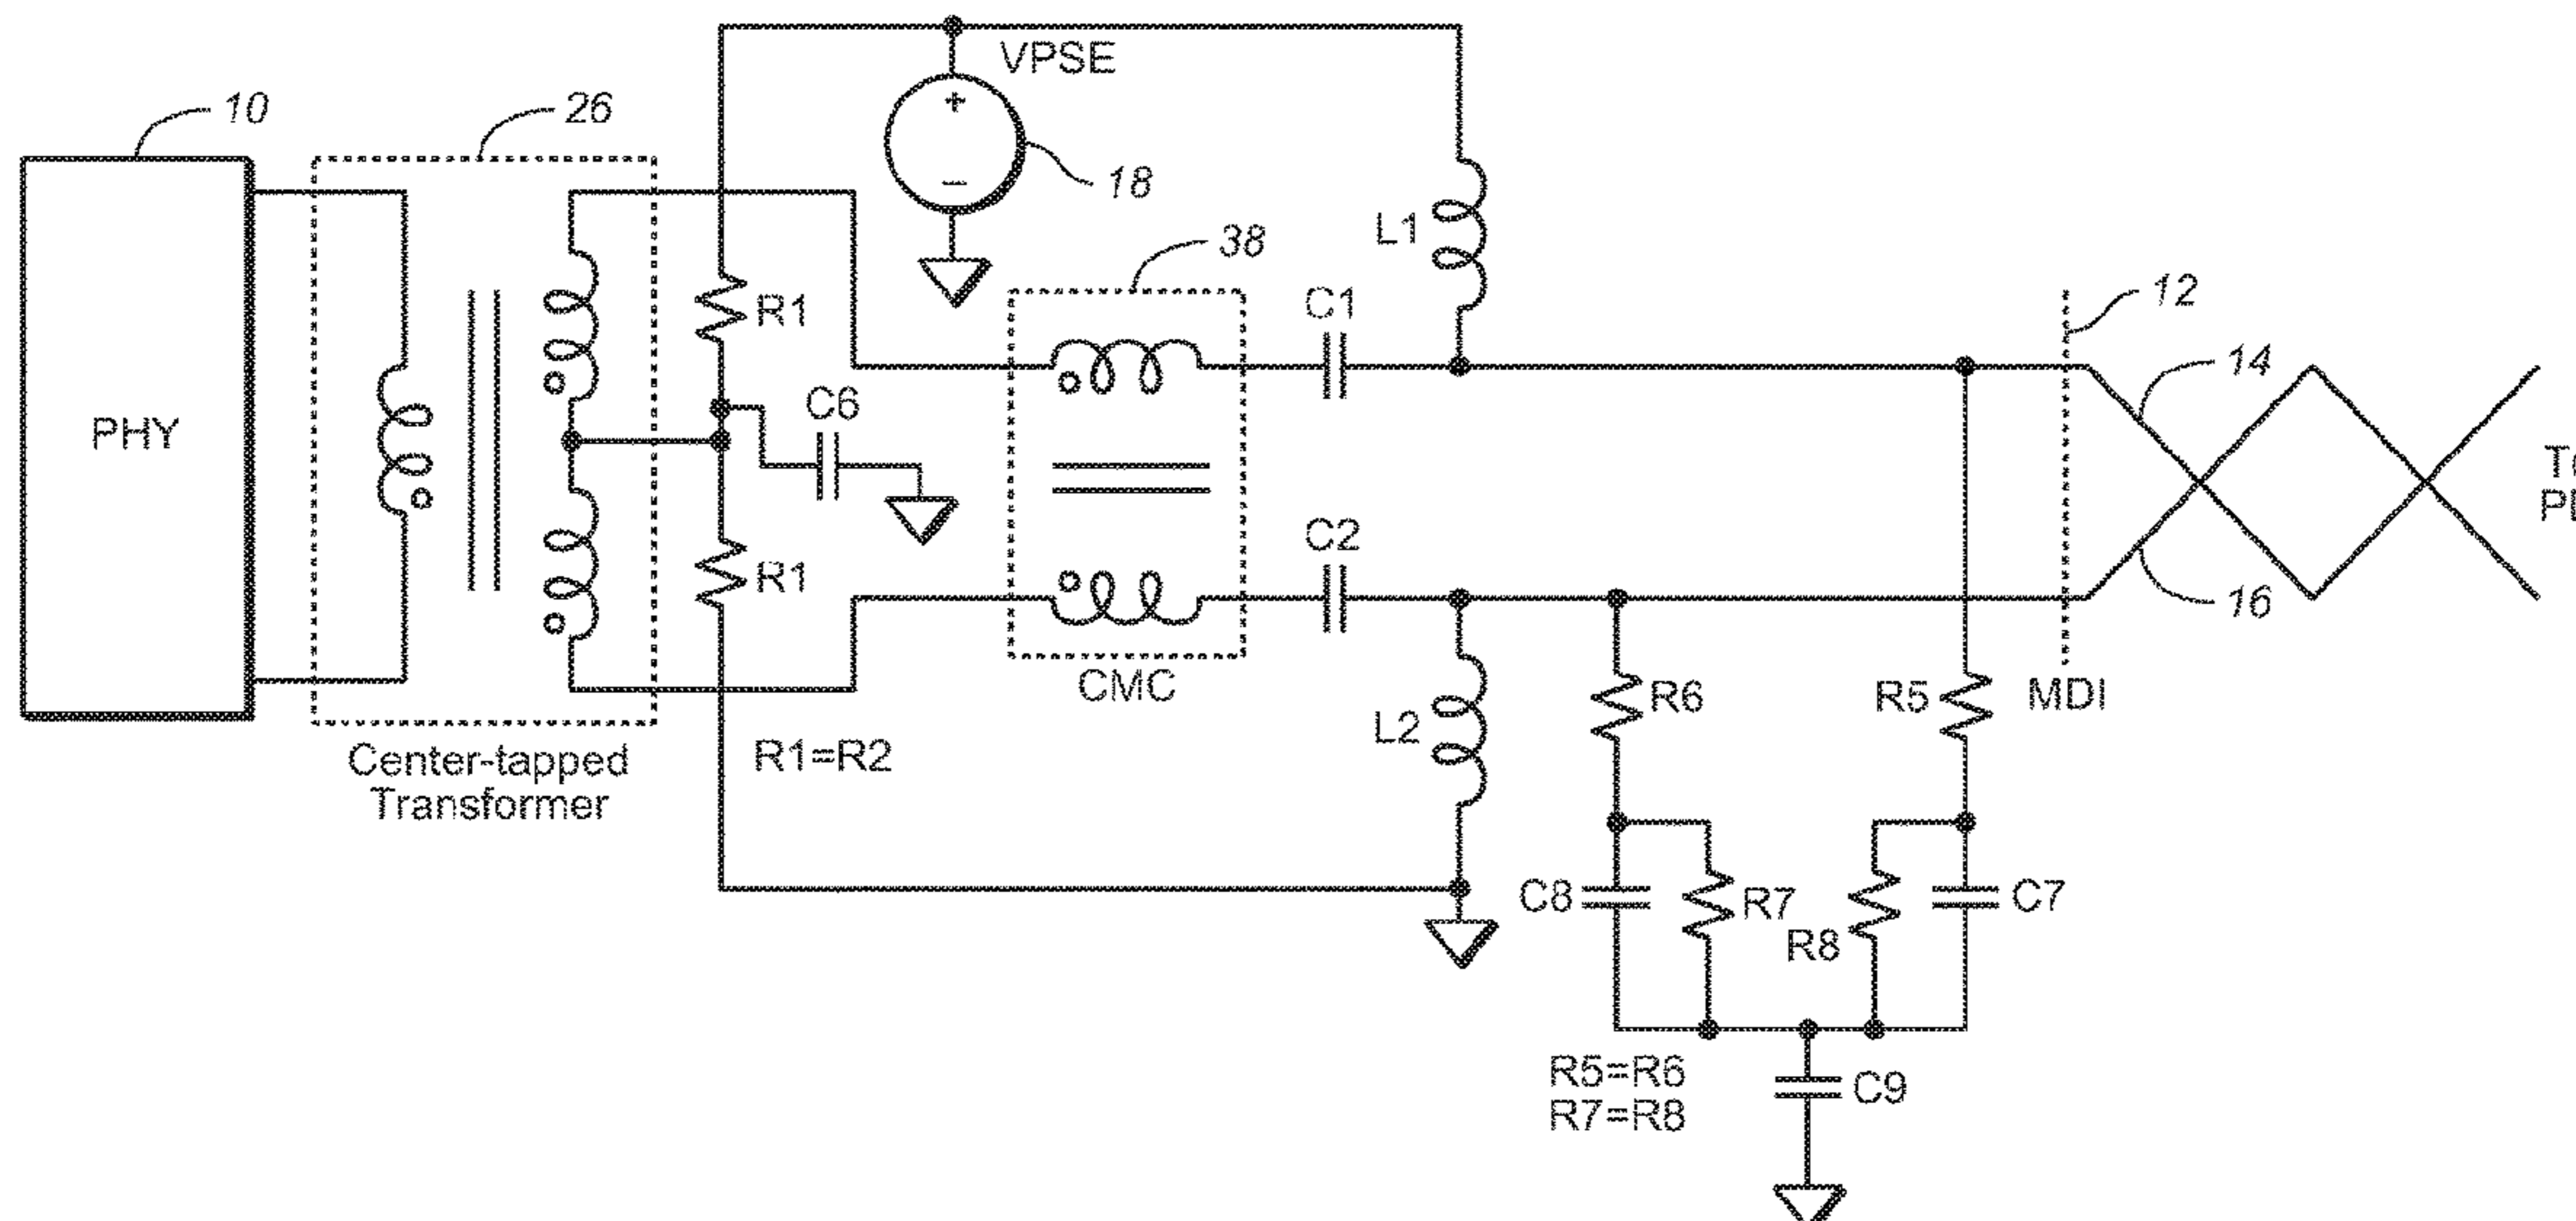 VPSE
10
26
18
38
12
L1
R1
C1
14
C6
PHY
C2
R1
16
CMC
R6
R5
MDI
L2
Center-tapped
Transformer
R1=R2
C8
R7
R8
C7
R5=R6
R7=R8
C9